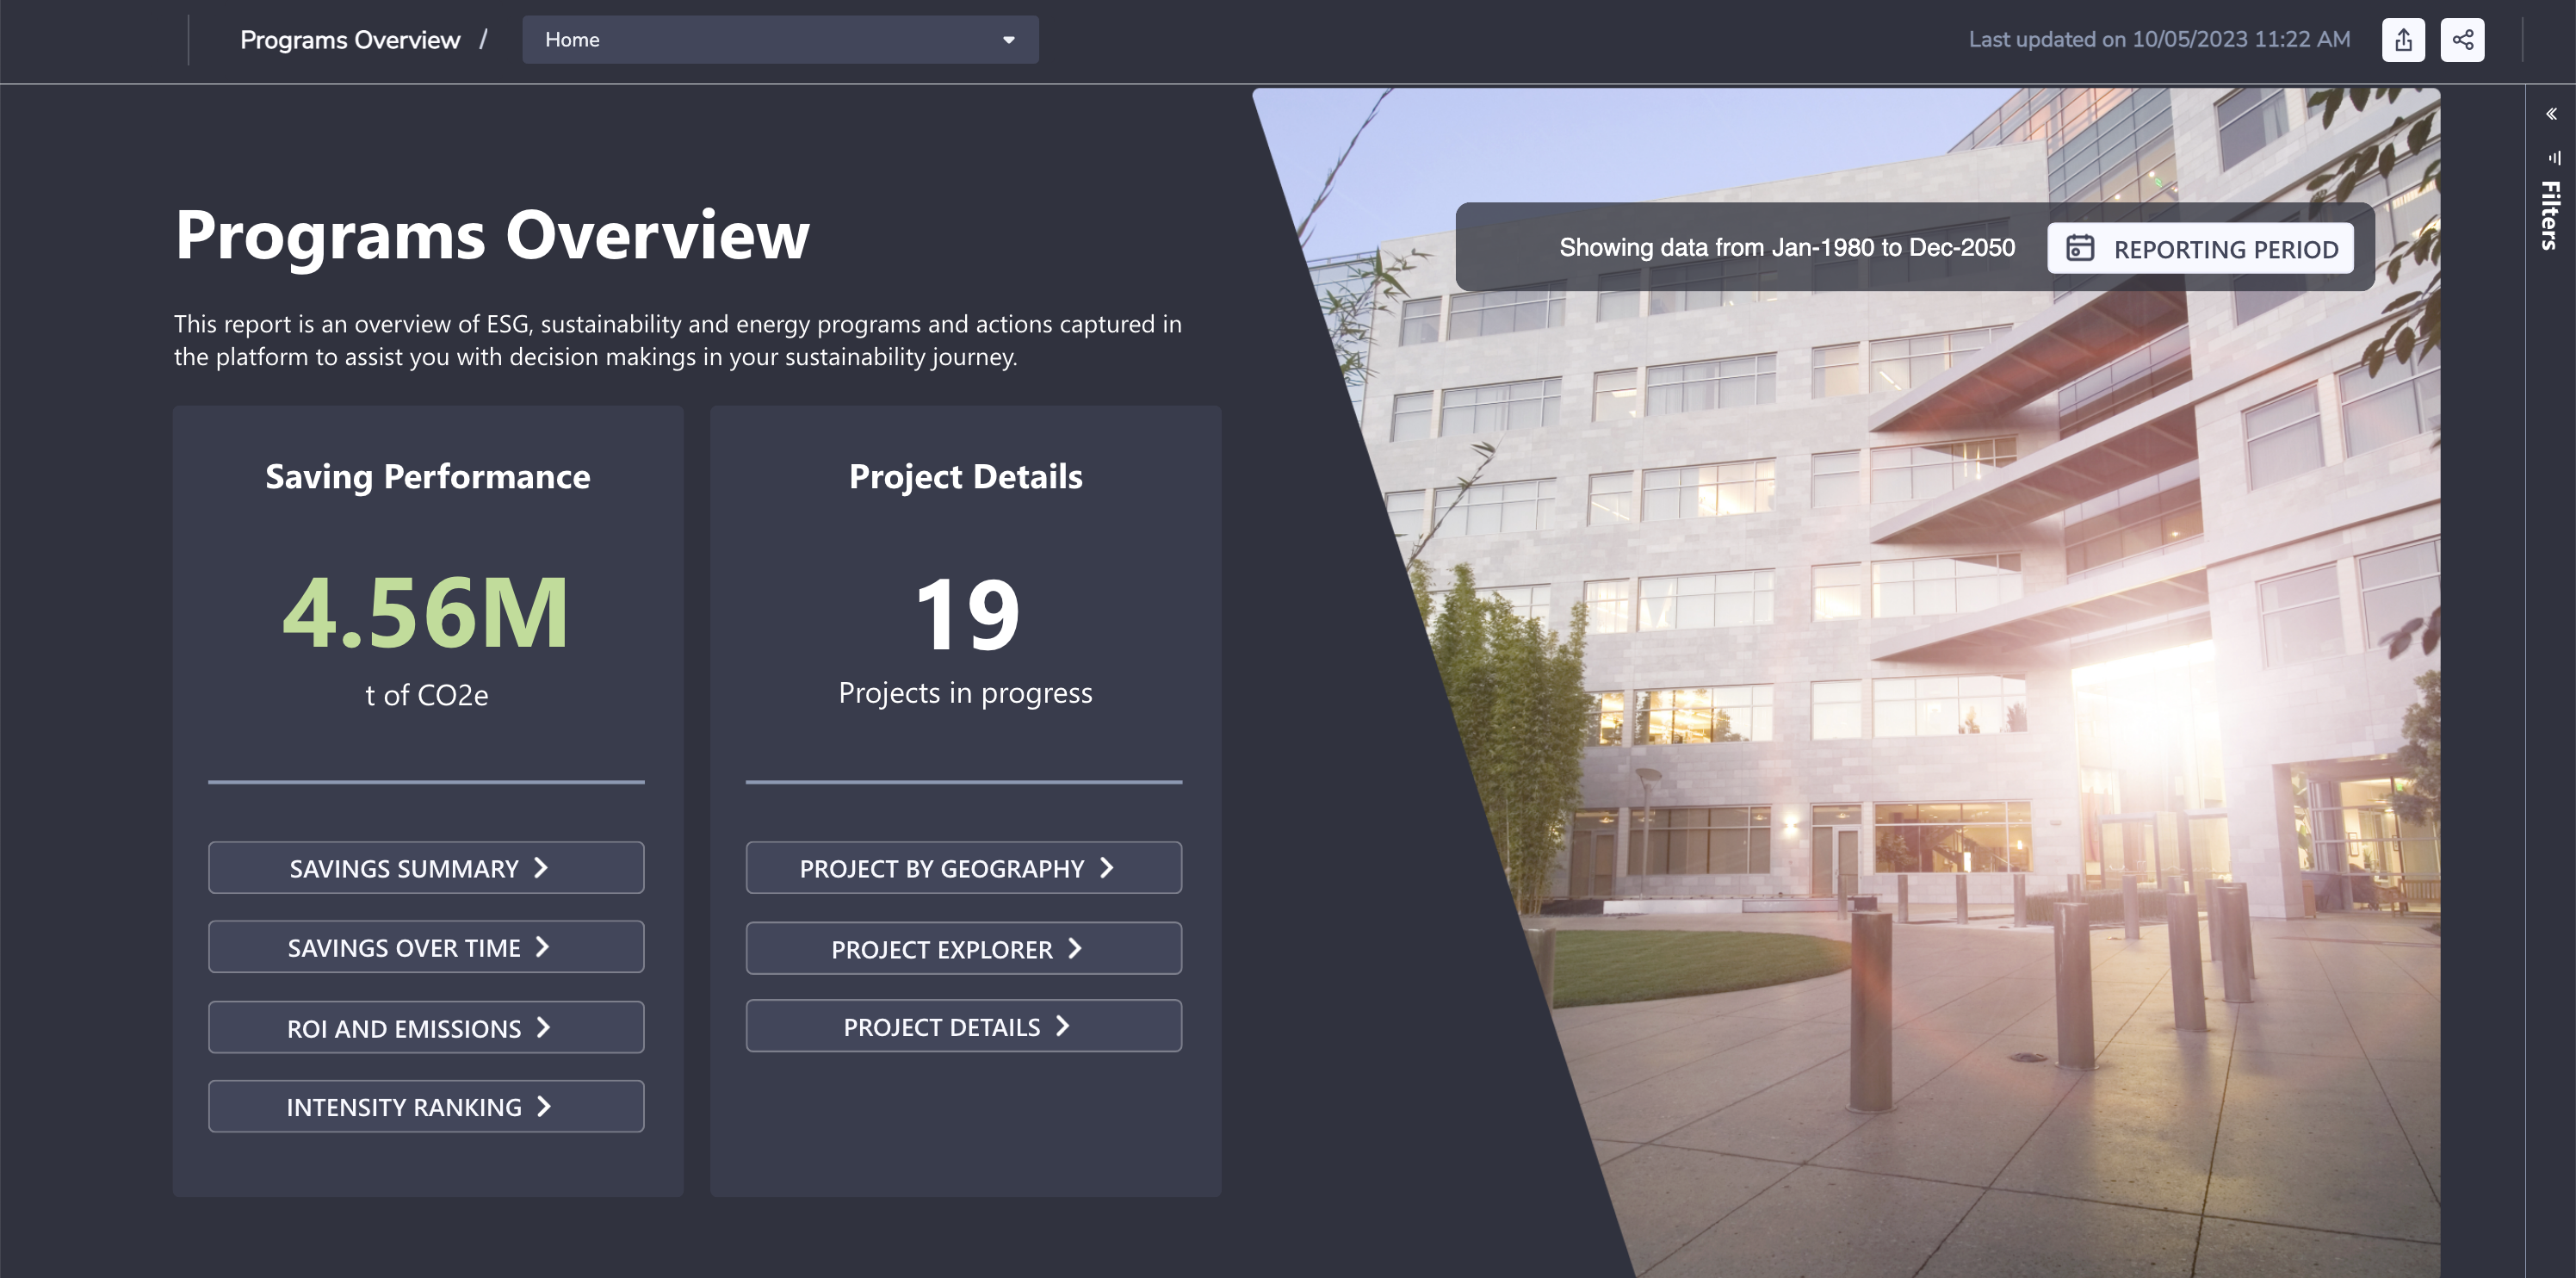 Programs Overview /
Home
Last updated on 10/05/2023 11:22 AM
Filters
Showing data from Jan-1980 to Dec-2050
REPORTING PERIOD
Programs Overview
This report is an overview of ESG, sustainability and energy programs and actions captured in
the platform to assist you with decision makings in your sustainability journey.
Saving Performance
4.56M
t of CO2e
SAVINGS SUMMARY
SAVINGS OVER TIME
ROI AND EMISSIONS
INTENSITY RANKING
Project Details
19
Projects in progress
PROJECT BY GEOGRAPHY
PROJECT EXPLORER
PROJECT DETAILS